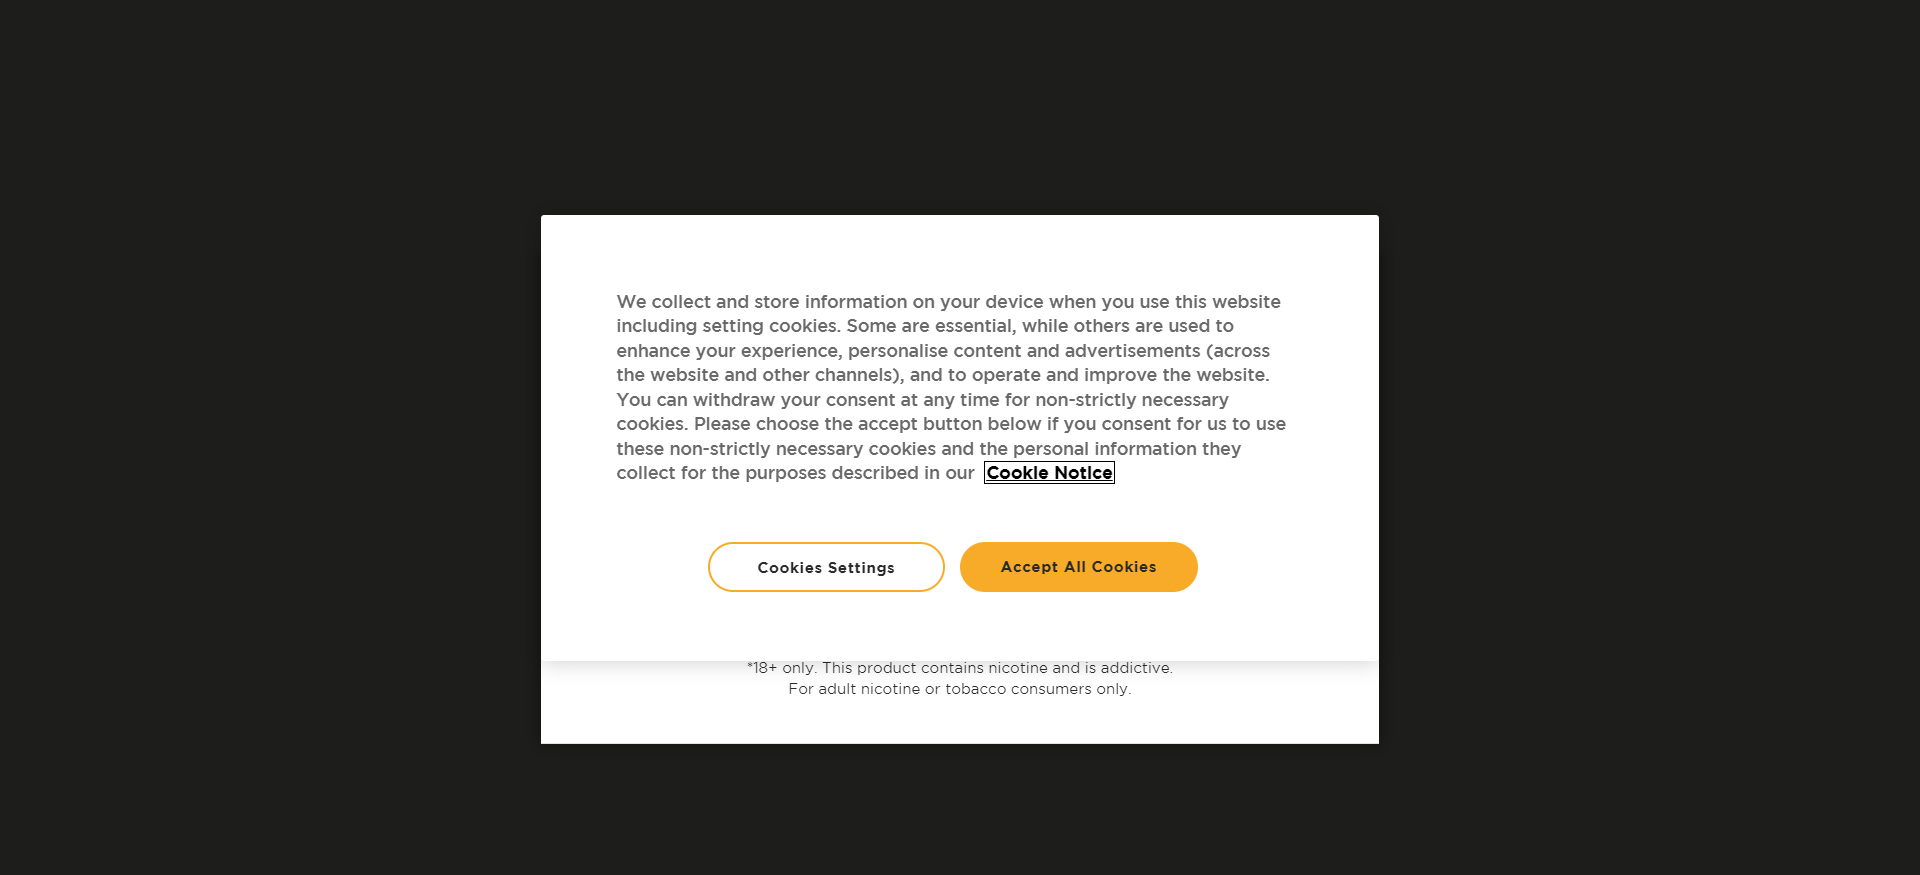 We collect and store information on your device when you use this website
including setting cookies. Some are essential, while others are used to
enhance your experience, personalise content and advertisements (across
the website and other channels), and to operate and improve the website.
You can withdraw your consent at any time for non-strictly necessary
cookies. Please choose the accept button below if you consent for us to use
these non-strictly necessary cookies and the personal information they
collect for the purposes described in our Cookie Notice
Cookies Settings
Accept All Cookies
*18+ only. This product contains nicotine and is addictive.
For adult nicotine or tobacco consumers only.